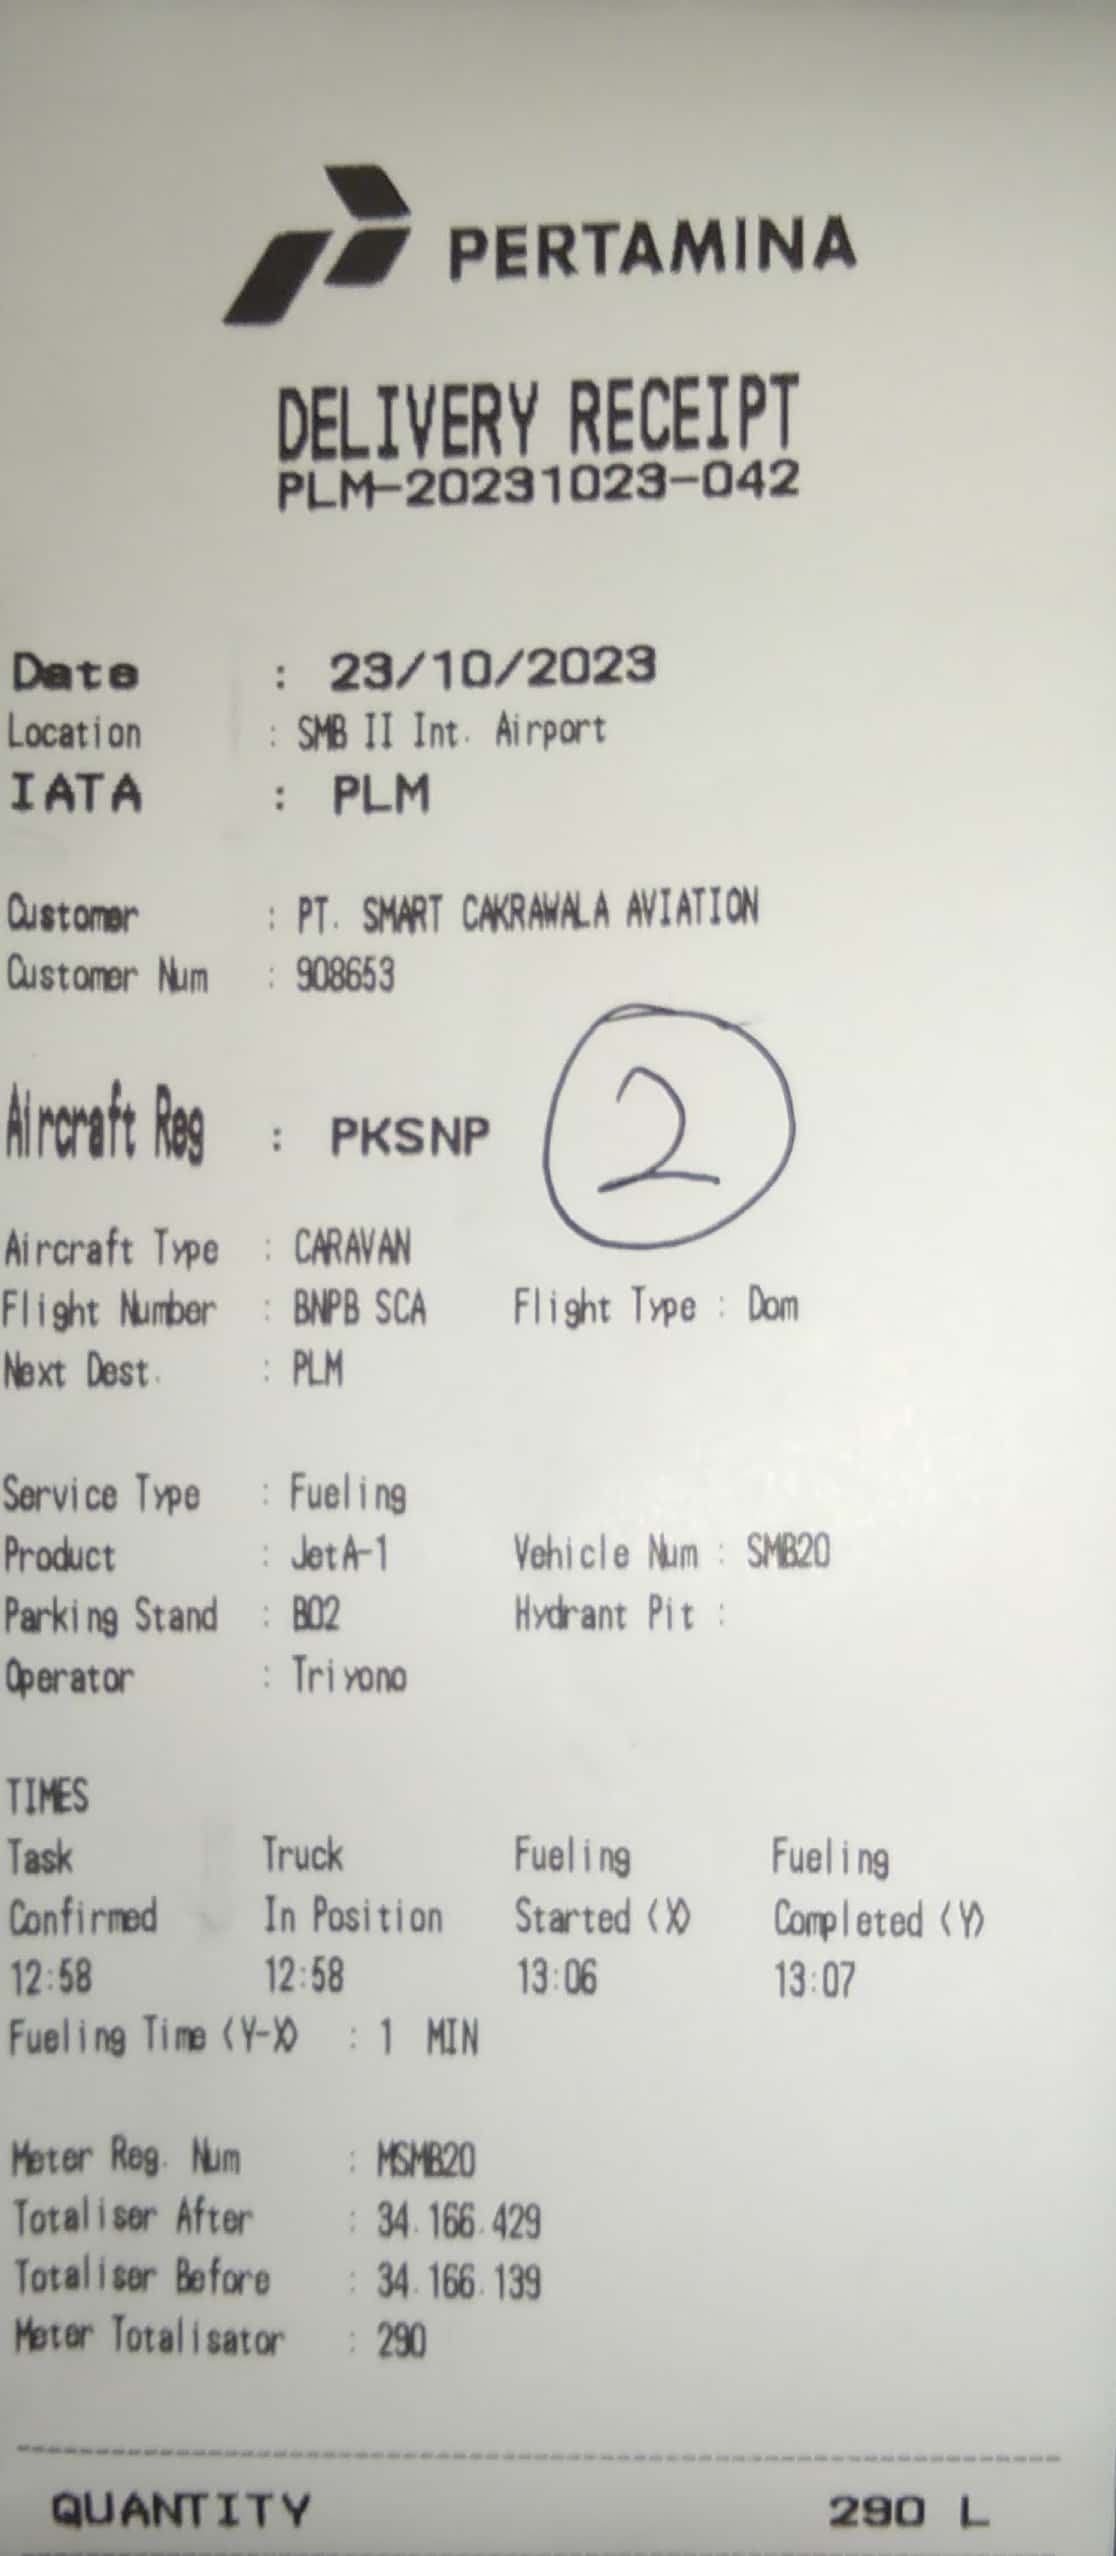 PERTAMINA
DELIVERY RECEIPT
PLM-20231023-042
Date : 23/10/2023
Location : SMB II Int. Airport
IATA : PLM
Customer : PT. SMART CAKRAWALA AVIATION
Customer Num : 908653
2
Aircraft Reg : PKSNP
Aircraft Type : CARAVAN
Flight Number : BNPB SCA Flight Type : Dom
Next Dest. : PLM
Service Type : Fueling
Product : JetA-1 Vehicle Num : SMB20
Parking Stand : B02 Hydrant Pit :
Operator : Triyono
TIMES
Task Truck Fueling Fueling
Confirmed In Position Started (X) Completed (Y)
12:58 12:58 13:06 13:07
Fueling Time (Y-X) : 1 MIN
Meter Reg. Num : MSMB20
Totaliser After : 34.166.429
Totaliser Before : 34.166.139
Meter Totalisator : 290
QUANTITY 290 L